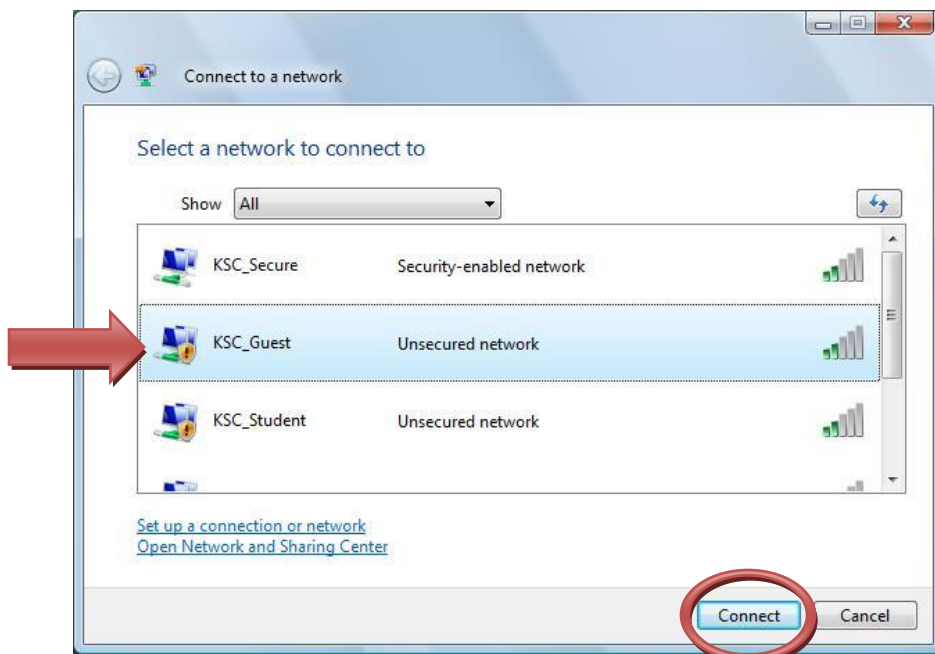 Connect to a network
Select a network to connect to
Show All
KSC_Secure Security-enabled network
KSC_Guest Unsecured network
KSC_Student Unsecured network
Set up a connection or network
Open Network and Sharing Center
Connect Cancel